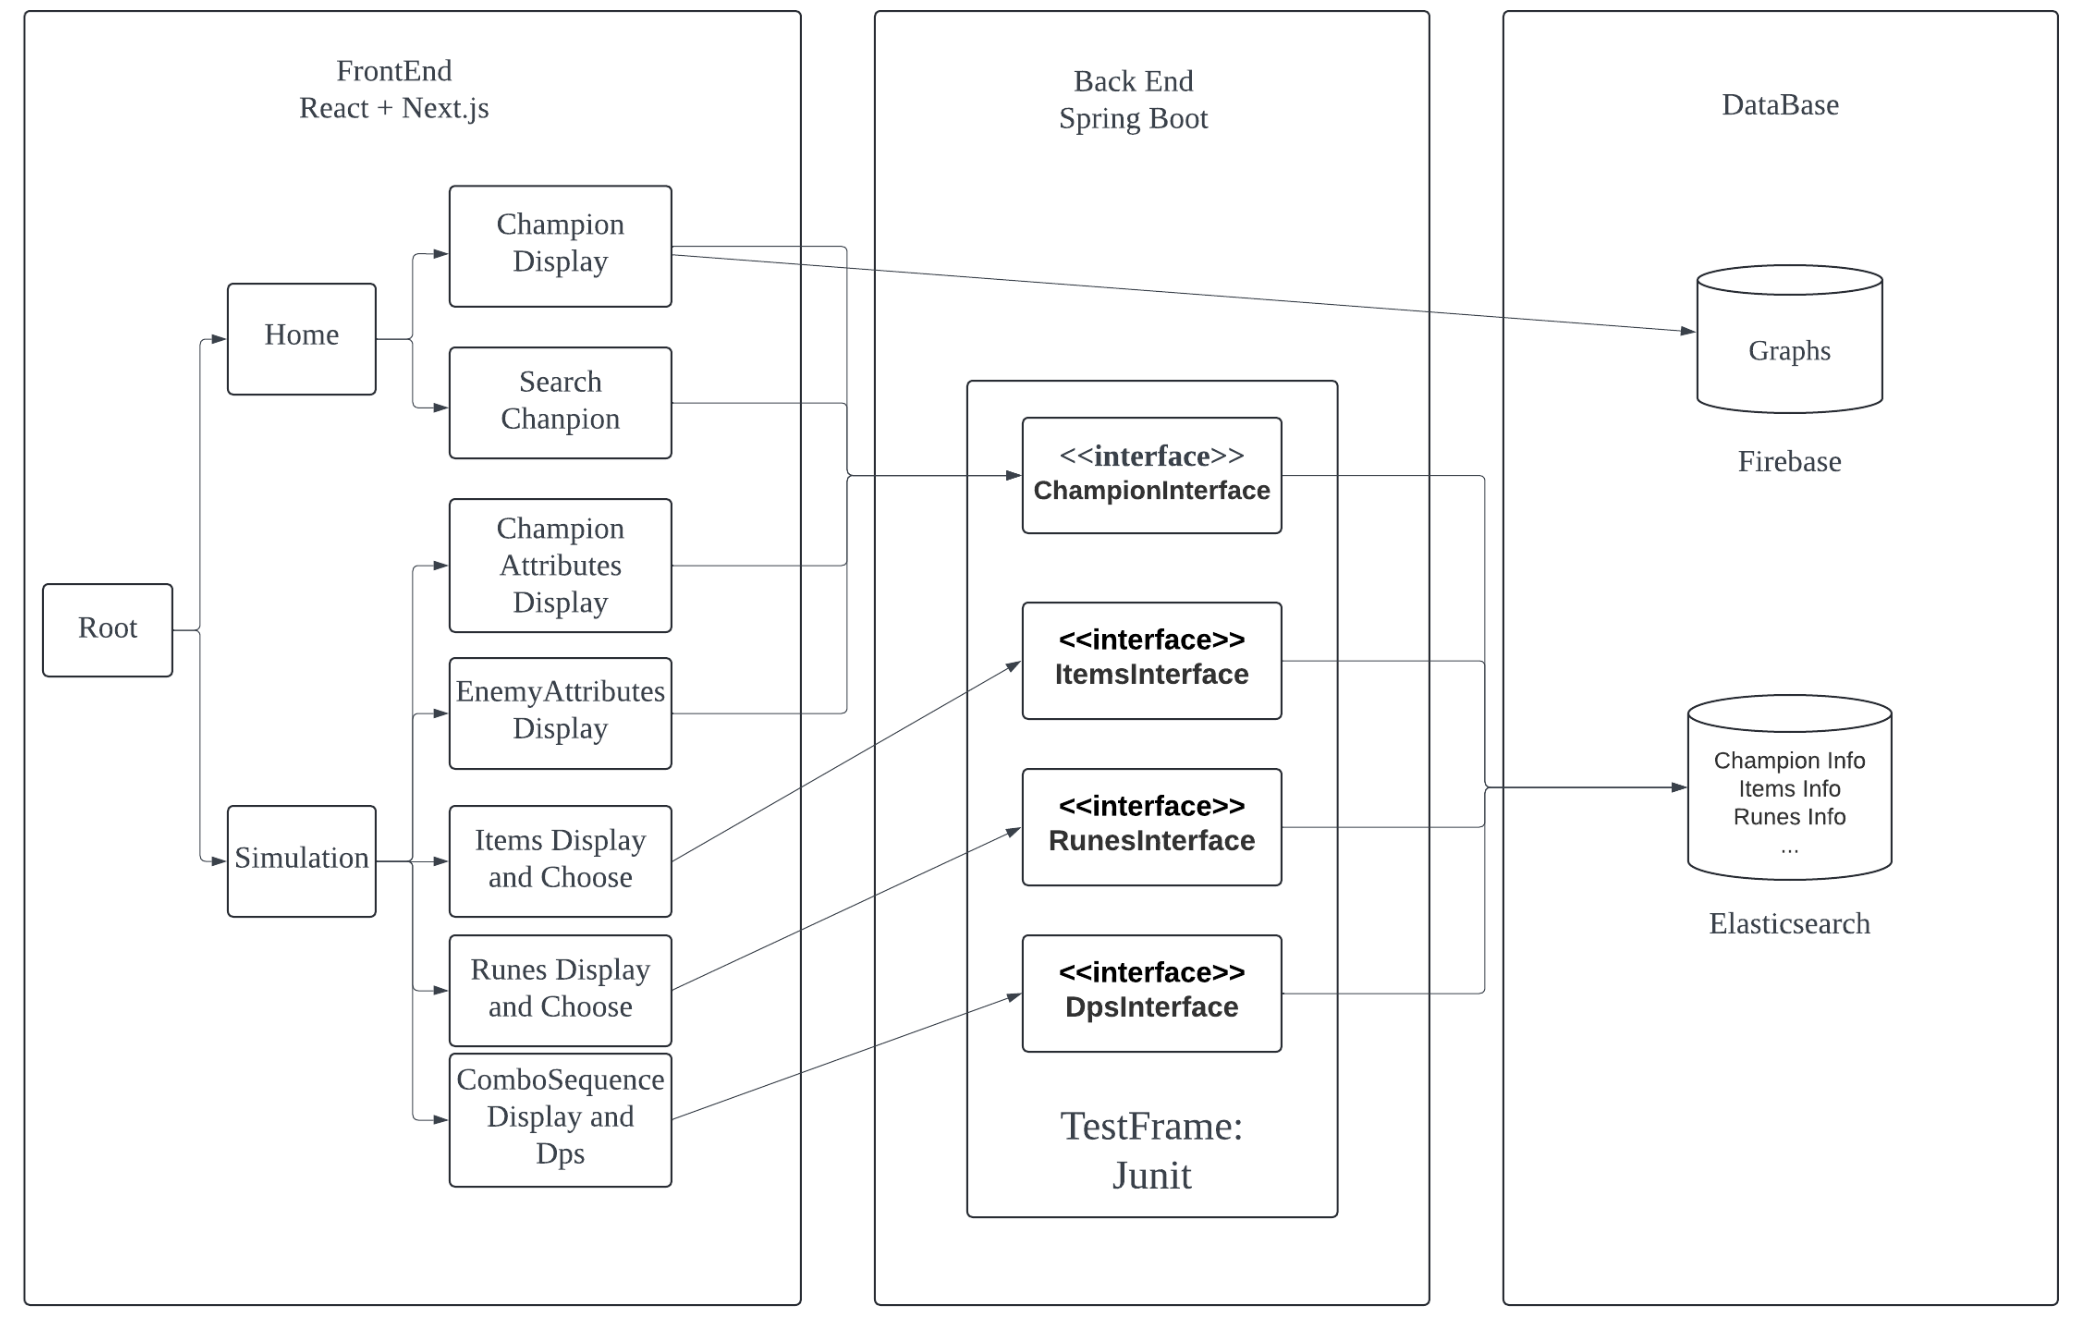 FrontEnd
React + Next.js
Champion
Display
Home
Search
Chanpion
Champion
Attributes
Display
Root
EnemyAttributes
Display
Simulation
Items Display
and Choose
Runes Display
and Choose
ComboSequence
Display and
Dps
Back End
Spring Boot
<<interface>>
ChampionInterface
<<interface>>
ItemsInterface
<<interface>>
RunesInterface
<<interface>>
DpsInterface
TestFrame:
Junit
DataBase
Graphs
Firebase
Champion Info
Items Info
Runes Info
...
Elasticsearch